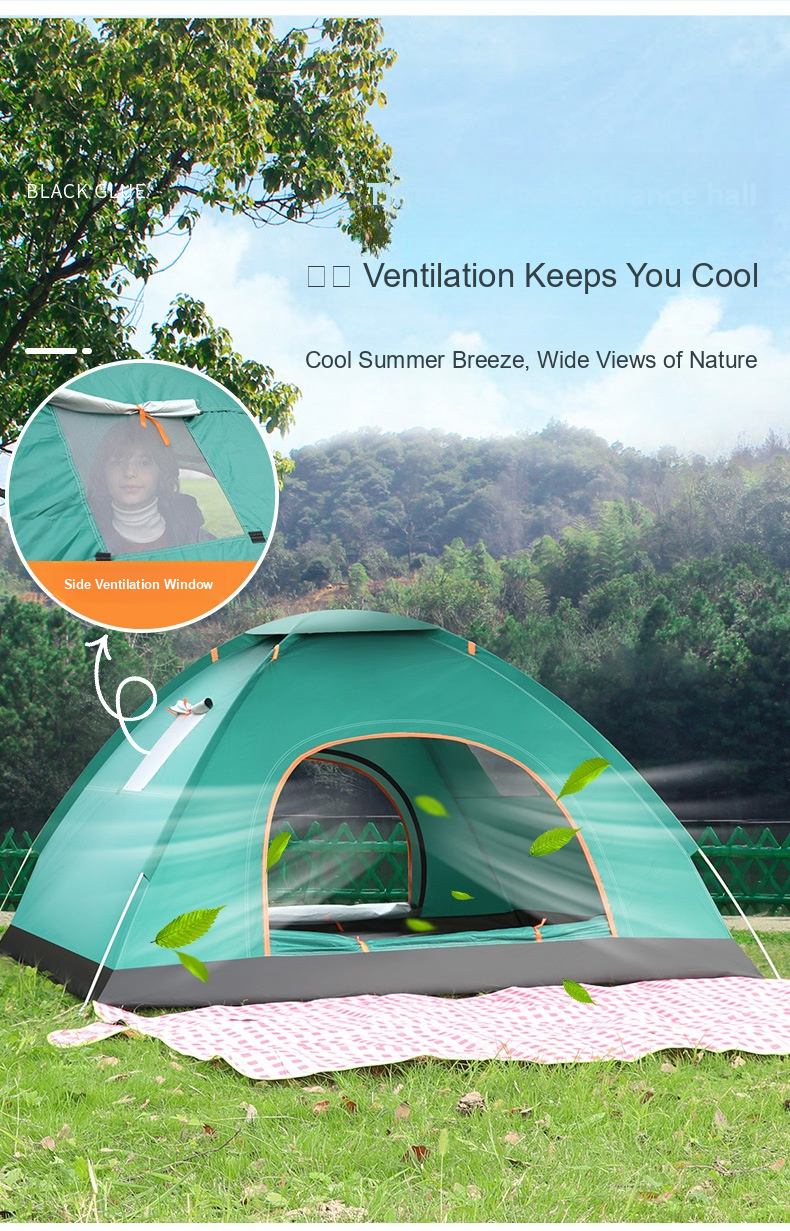 BLACK GLUE
Ventilation Keeps You Cool
Cool Summer Breeze, Wide Views of Nature
Side Ventilation Window